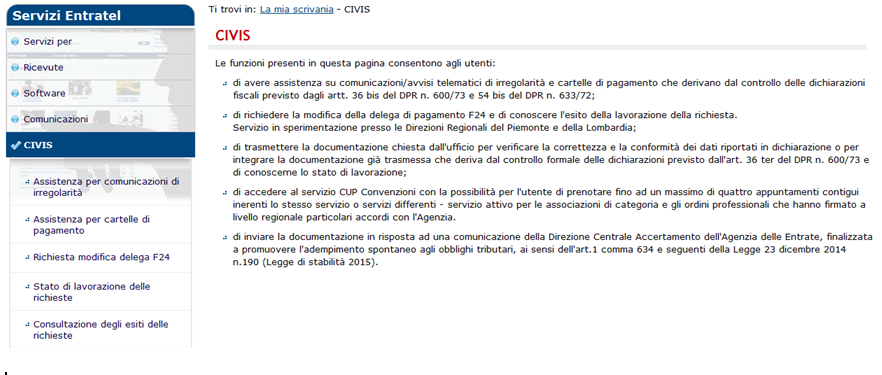 Servizi Entratel
Servizi per
Ricevute
Software
Comunicazioni
CIVIS
Assistenza per comunicazioni di
irregolarità
Assistenza per cartelle di
pagamento
Richiesta modifica delega F24
Stato di lavorazione delle
richieste
Consultazione degli esiti delle
richieste
Ti trovi in: La mia scrivania - CIVIS
CIVIS
Le funzioni presenti in questa pagina consentono agli utenti:
di avere assistenza su comunicazioni/avvisi telematici di irregolarità e cartelle di pagamento che derivano dal controllo delle dichiarazioni
fiscali previsto dagli artt. 36 bis del DPR n. 600/73 e 54 bis del DPR n. 633/72;
di richiedere la modifica della delega di pagamento F24 e di conoscere l'esito della lavorazione della richiesta.
Servizio in sperimentazione presso le Direzioni Regionali del Piemonte e della Lombardia;
di trasmettere la documentazione chiesta dall'ufficio per verificare la correttezza e la conformità dei dati riportati in dichiarazione o per
integrare la documentazione già trasmessa che deriva dal controllo formale delle dichiarazioni previsto dall'art. 36 ter del DPR n. 600/73 e
di conoscerne lo stato di lavorazione;
di accedere al servizio CUP Convenzioni con la possibilità per l'utente di prenotare fino ad un massimo di quattro appuntamenti contigui
inerenti lo stesso servizio o servizi differenti - servizio attivo per le associazioni di categoria e gli ordini professionali che hanno firmato a
livello regionale particolari accordi con l'Agenzia.
di inviare la documentazione in risposta ad una comunicazione della Direzione Centrale Accertamento dell'Agenzia delle Entrate, finalizzata
a promuovere l'adempimento spontaneo agli obblighi tributari, ai sensi dell'art.1 comma 634 e seguenti della Legge 23 dicembre 2014
n.190 (Legge di stabilità 2015).